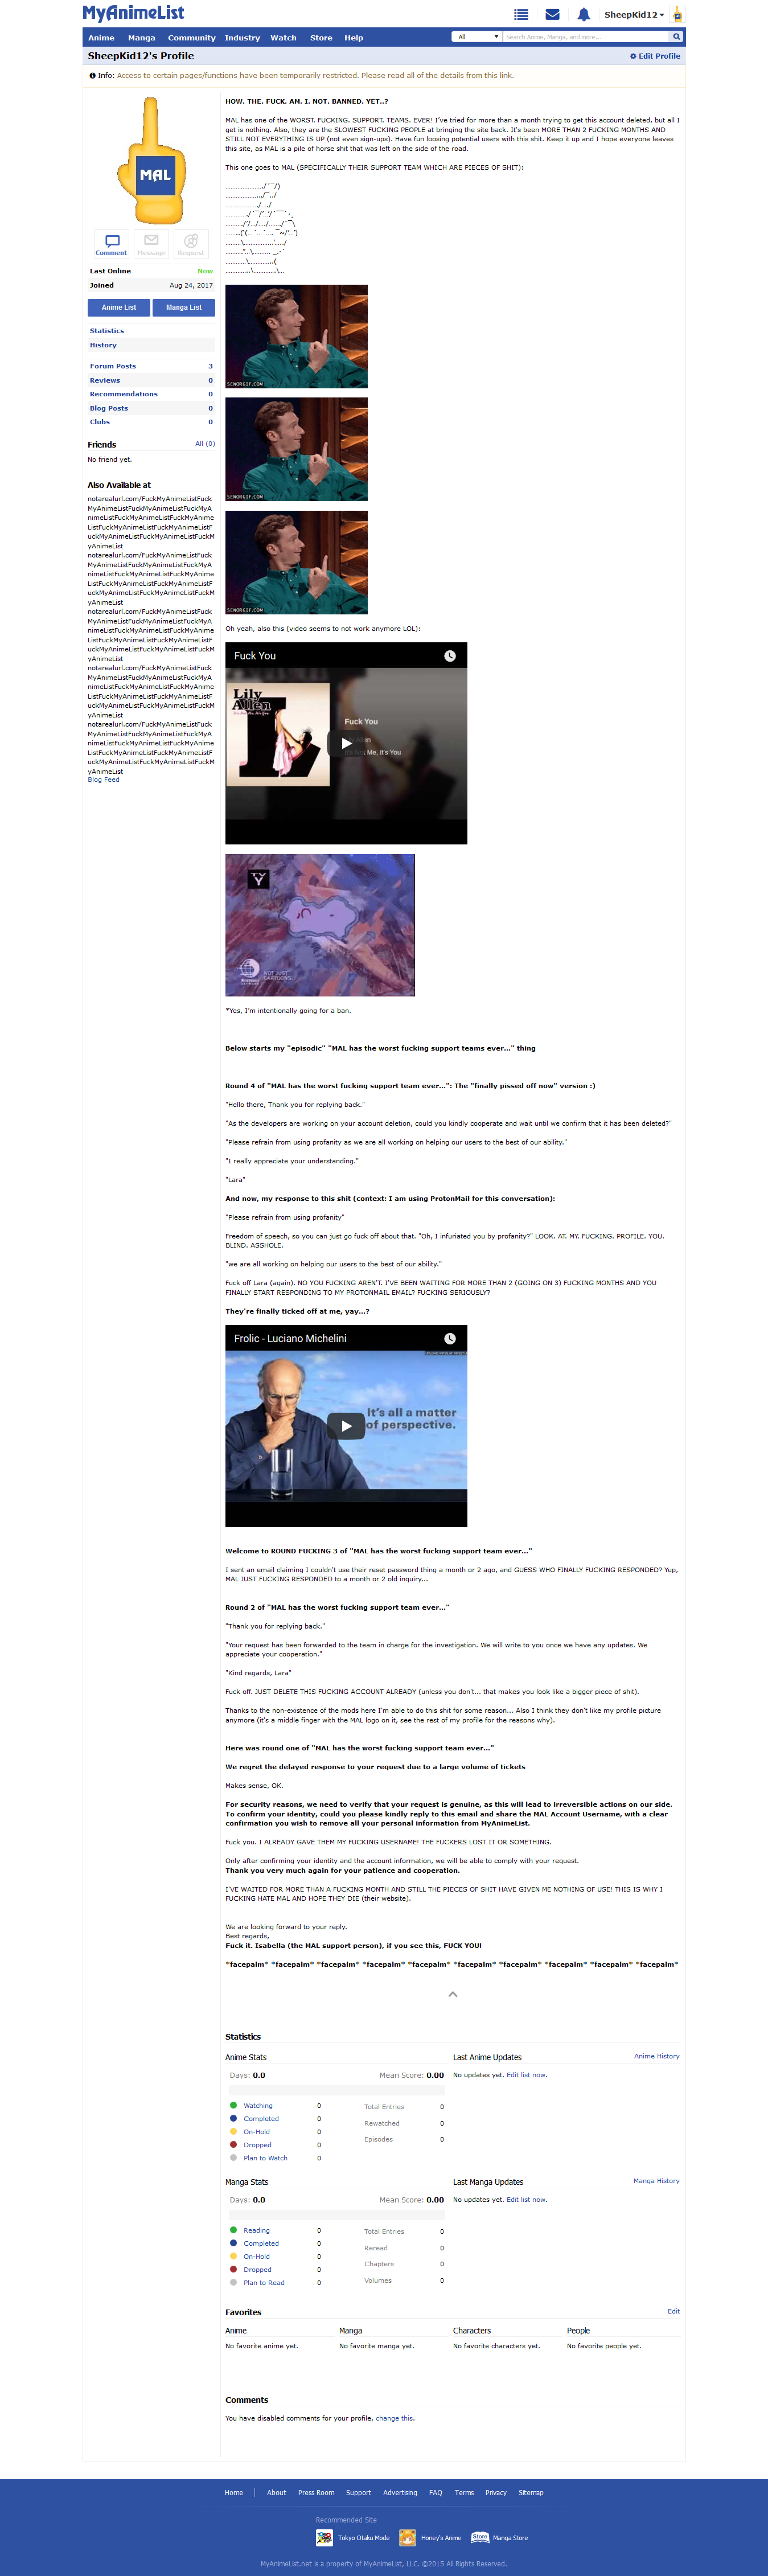 MyAnimeList
SheepKid12
Anime Manga Community Industry Watch Store Help
All
Search Anime, Manga, and more...
SheepKid12's Profile
Edit Profile
Info: Access to certain pages/functions have been temporarily restricted. Please read all of the details from this link.
MAL
Comment Message Request
Last Online Now
Joined Aug 24, 2017
Anime List Manga List
Statistics
History
Forum Posts 3
Reviews 0
Recommendations 0
Blog Posts 0
Clubs 0
Friends All (0)
No friend yet.
Also Available at
notarealurl.com/FuckMyAnimeListFuck
MyAnimeListFuckMyAnimeListFuckMyA
nimeListFuckMyAnimeListFuckMyAnime
ListFuckMyAnimeListFuckMyAnimeListF
uckMyAnimeListFuckMyAnimeListFuckM
yAnimeList
notarealurl.com/FuckMyAnimeListFuck
MyAnimeListFuckMyAnimeListFuckMyA
nimeListFuckMyAnimeListFuckMyAnime
ListFuckMyAnimeListFuckMyAnimeListF
uckMyAnimeListFuckMyAnimeListFuckM
yAnimeList
notarealurl.com/FuckMyAnimeListFuck
MyAnimeListFuckMyAnimeListFuckMyA
nimeListFuckMyAnimeListFuckMyAnime
ListFuckMyAnimeListFuckMyAnimeListF
uckMyAnimeListFuckMyAnimeListFuckM
yAnimeList
notarealurl.com/FuckMyAnimeListFuck
MyAnimeListFuckMyAnimeListFuckMyA
nimeListFuckMyAnimeListFuckMyAnime
ListFuckMyAnimeListFuckMyAnimeListF
uckMyAnimeListFuckMyAnimeListFuckM
yAnimeList
notarealurl.com/FuckMyAnimeListFuck
MyAnimeListFuckMyAnimeListFuckMyA
nimeListFuckMyAnimeListFuckMyAnime
ListFuckMyAnimeListFuckMyAnimeListF
uckMyAnimeListFuckMyAnimeListFuckM
yAnimeList
Blog Feed
HOW. THE. FUCK. AM. I. NOT. BANNED. YET..?
MAL has one of the WORST. FUCKING. SUPPORT. TEAMS. EVER! I've tried for more than a month trying to get this account deleted, but all I
get is nothing. Also, they are the SLOWEST FUCKING PEOPLE at bringing the site back. It's been MORE THAN 2 FUCKING MONTHS AND
STILL NOT EVERYTHING IS UP (not even sign-ups). Have fun loosing potential users with this shit. Keep it up and I hope everyone leaves
this site, as MAL is a pile of horse shit that was left on the side of the road.
This one goes to MAL (SPECIFICALLY THEIR SUPPORT TEAM WHICH ARE PIECES OF SHIT):
SENORGIF.COM
SENORGIF.COM
SENORGIF.COM
Oh yeah, also this (video seems to not work anymore LOL):
Fuck You
Lily Allen
Fuck You
It's Not Me, It's You
TV Y
NOT JUST CARTOONS
*Yes, I'm intentionally going for a ban.
Below starts my "episodic" "MAL has the worst fucking support teams ever..." thing
Round 4 of "MAL has the worst fucking support team ever...": The "finally pissed off now" version :)
"Hello there, Thank you for replying back."
"As the developers are working on your account deletion, could you kindly cooperate and wait until we confirm that it has been deleted?"
"Please refrain from using profanity as we are all working on helping our users to the best of our ability."
"I really appreciate your understanding."
"Lara"
And now, my response to this shit (context: I am using ProtonMail for this conversation):
"Please refrain from using profanity"
Freedom of speech, so you can just go fuck off about that. "Oh, I infuriated you by profanity?" LOOK. AT. MY. FUCKING. PROFILE. YOU.
BLIND. ASSHOLE.
"we are all working on helping our users to the best of our ability."
Fuck off Lara (again). NO YOU FUCKING AREN'T. I'VE BEEN WAITING FOR MORE THAN 2 (GOING ON 3) FUCKING MONTHS AND YOU
FINALLY START RESPONDING TO MY PROTONMAIL EMAIL? FUCKING SERIOUSLY?
They're finally ticked off at me, yay...?
Frolic - Luciano Michelini
It's all a matter
of perspective.
Welcome to ROUND FUCKING 3 of "MAL has the worst fucking support team ever..."
I sent an email claiming I couldn't use their reset password thing a month or 2 ago, and GUESS WHO FINALLY FUCKING RESPONDED? Yup,
MAL JUST FUCKING RESPONDED to a month or 2 old inquiry...
Round 2 of "MAL has the worst fucking support team ever..."
"Thank you for replying back."
"Your request has been forwarded to the team in charge for the investigation. We will write to you once we have any updates. We
appreciate your cooperation."
"Kind regards, Lara"
Fuck off. JUST DELETE THIS FUCKING ACCOUNT ALREADY (unless you don't... that makes you look like a bigger piece of shit).
Thanks to the non-existence of the mods here I'm able to do this shit for some reason... Also I think they don't like my profile picture
anymore (it's a middle finger with the MAL logo on it, see the rest of my profile for the reasons why).
Here was round one of "MAL has the worst fucking support team ever..."
We regret the delayed response to your request due to a large volume of tickets
Makes sense, OK.
For security reasons, we need to verify that your request is genuine, as this will lead to irreversible actions on our side.
To confirm your identity, could you please kindly reply to this email and share the MAL Account Username, with a clear
confirmation you wish to remove all your personal information from MyAnimeList.
Fuck you. I ALREADY GAVE THEM MY FUCKING USERNAME! THE FUCKERS LOST IT OR SOMETHING.
Only after confirming your identity and the account information, we will be able to comply with your request.
Thank you very much again for your patience and cooperation.
I'VE WAITED FOR MORE THAN A FUCKING MONTH AND STILL THE PIECES OF SHIT HAVE GIVEN ME NOTHING OF USE! THIS IS WHY I
FUCKING HATE MAL AND HOPE THEY DIE (their website).
We are looking forward to your reply.
Best regards,
Fuck it. Isabella (the MAL support person), if you see this, FUCK YOU!
*facepalm* *facepalm* *facepalm* *facepalm* *facepalm* *facepalm* *facepalm* *facepalm* *facepalm* *facepalm*
Statistics
Anime Stats
Days: 0.0 Mean Score: 0.00
Watching 0 Total Entries 0
Completed 0 Rewatched 0
On-Hold 0 Episodes 0
Dropped 0
Plan to Watch 0
Last Anime Updates Anime History
No updates yet. Edit list now.
Manga Stats
Days: 0.0 Mean Score: 0.00
Reading 0 Total Entries 0
Completed 0 Reread 0
On-Hold 0 Chapters 0
Dropped 0 Volumes 0
Plan to Read 0
Last Manga Updates Manga History
No updates yet. Edit list now.
Favorites Edit
Anime Manga Characters People
No favorite anime yet. No favorite manga yet. No favorite characters yet. No favorite people yet.
Comments
You have disabled comments for your profile, change this.
Home About Press Room Support Advertising FAQ Terms Privacy Sitemap
Recommended Site
Tokyo Otaku Mode Honey's Anime Store Manga Store
MyAnimeList.net is a property of MyAnimeList, LLC. ©2015 All Rights Reserved.